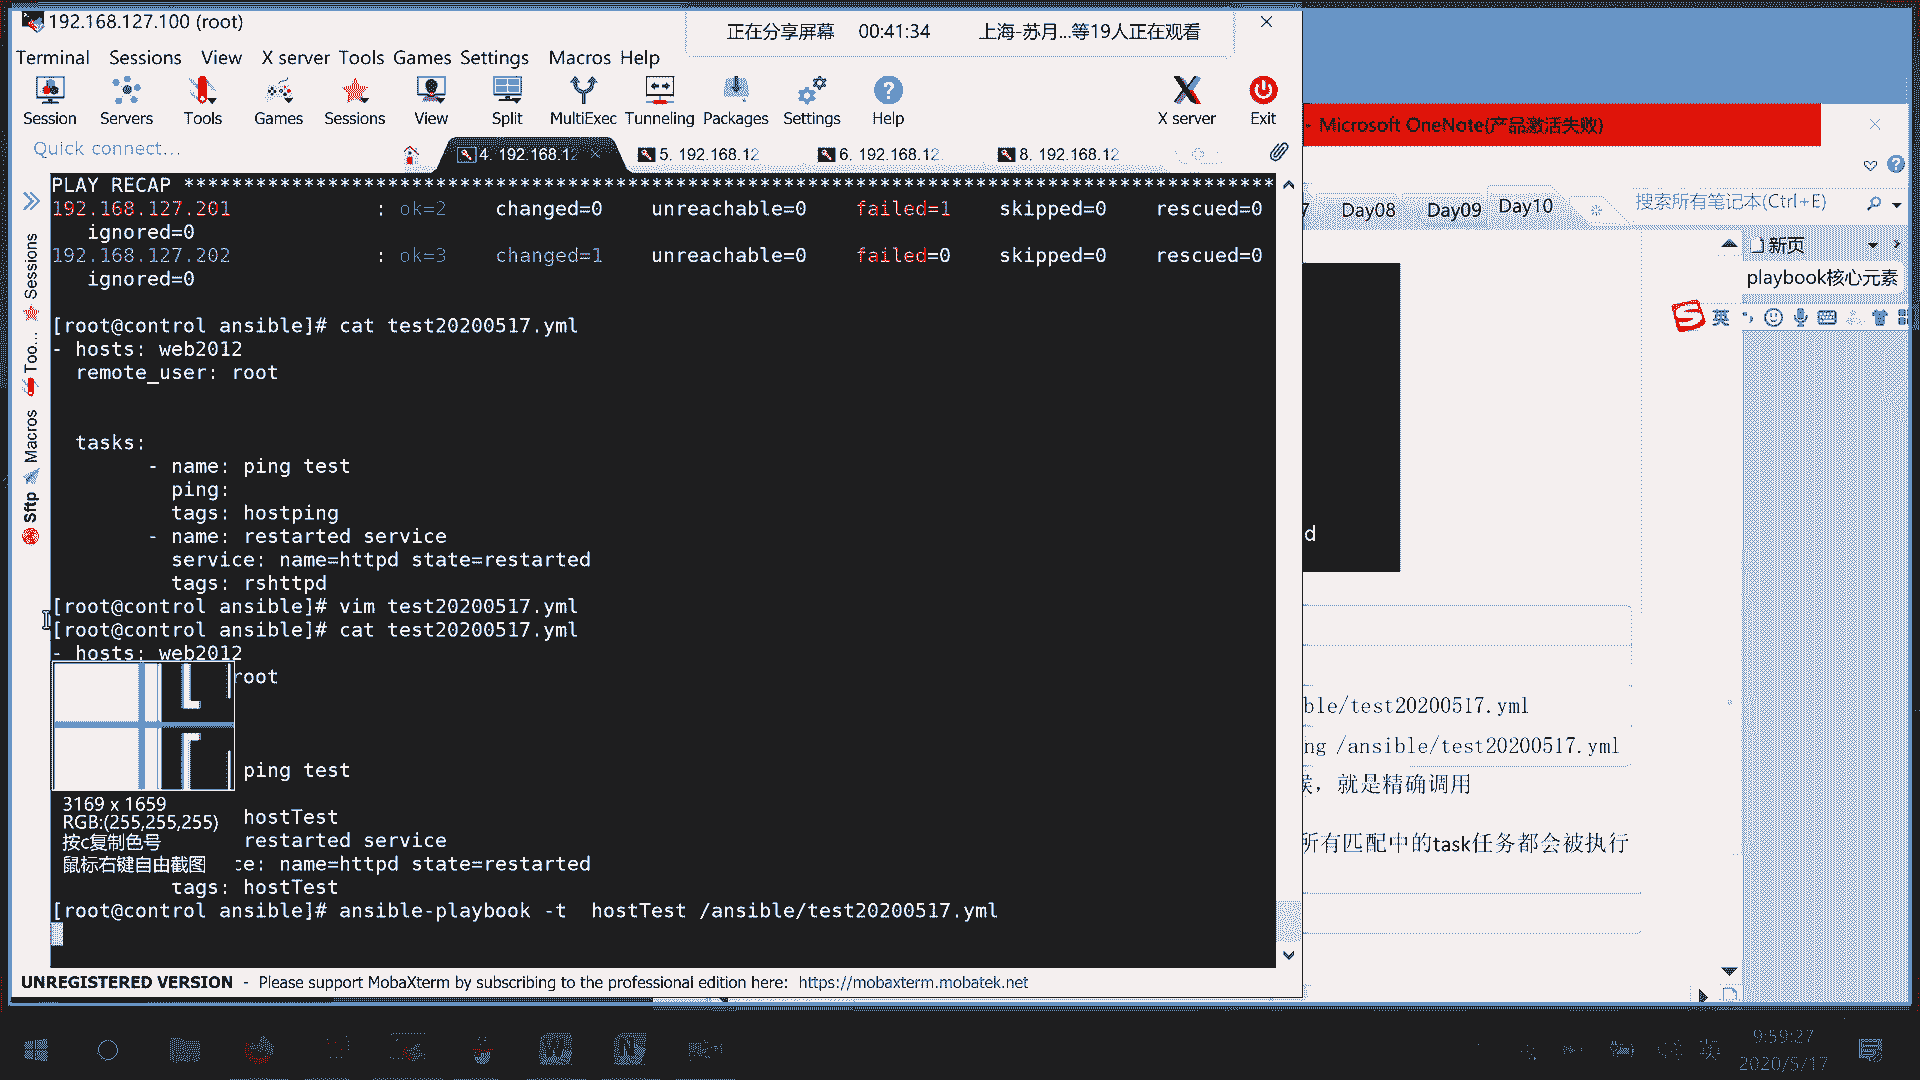 192.168.127.100 (root)
正在分享屏幕 00:41:34 上海-苏月...等19人正在观看
Terminal Sessions View X server Tools Games Settings Macros Help
Session Servers Tools Games Sessions View Split MultiExec Tunneling Packages Settings Help X server Exit
Quick connect...
4. 192.168.12 5. 192.168.12 6. 192.168.12. 8. 192.168.12
Sessions
Too...
Macros
Sftp
PLAY RECAP *******************************************************************************************
192.168.127.201 : ok=2 changed=0 unreachable=0 failed=1 skipped=0 rescued=0
ignored=0
192.168.127.202 : ok=3 changed=1 unreachable=0 failed=0 skipped=0 rescued=0
ignored=0
[root@control ansible]# cat test20200517.yml
- hosts: web2012
remote_user: root
tasks:
- name: ping test
ping:
tags: hostping
- name: restarted service
service: name=httpd state=restarted
tags: rshttpd
[root@control ansible]# vim test20200517.yml
[root@control ansible]# cat test20200517.yml
- hosts: web2012
root
ping test
hostTest
restarted service
ce: name=httpd state=restarted
tags: hostTest
[root@control ansible]# ansible-playbook -t  hostTest /ansible/test20200517.yml
3169 x 1659
RGB:(255,255,255)
按c复制色号
鼠标右键自由截图
UNREGISTERED VERSION - Please support MobaXterm by subscribing to the professional edition here: https://mobaxterm.mobatek.net
- Microsoft OneNote(产品激活失败)
7 Day08 Day09 Day10
搜索所有笔记本(Ctrl+E)
新页
playbook核心元素
英
d
ble/test20200517.yml
ng /ansible/test20200517.yml
候，就是精确调用
所有匹配中的task任务都会被执行
9:59:27
2020/5/17